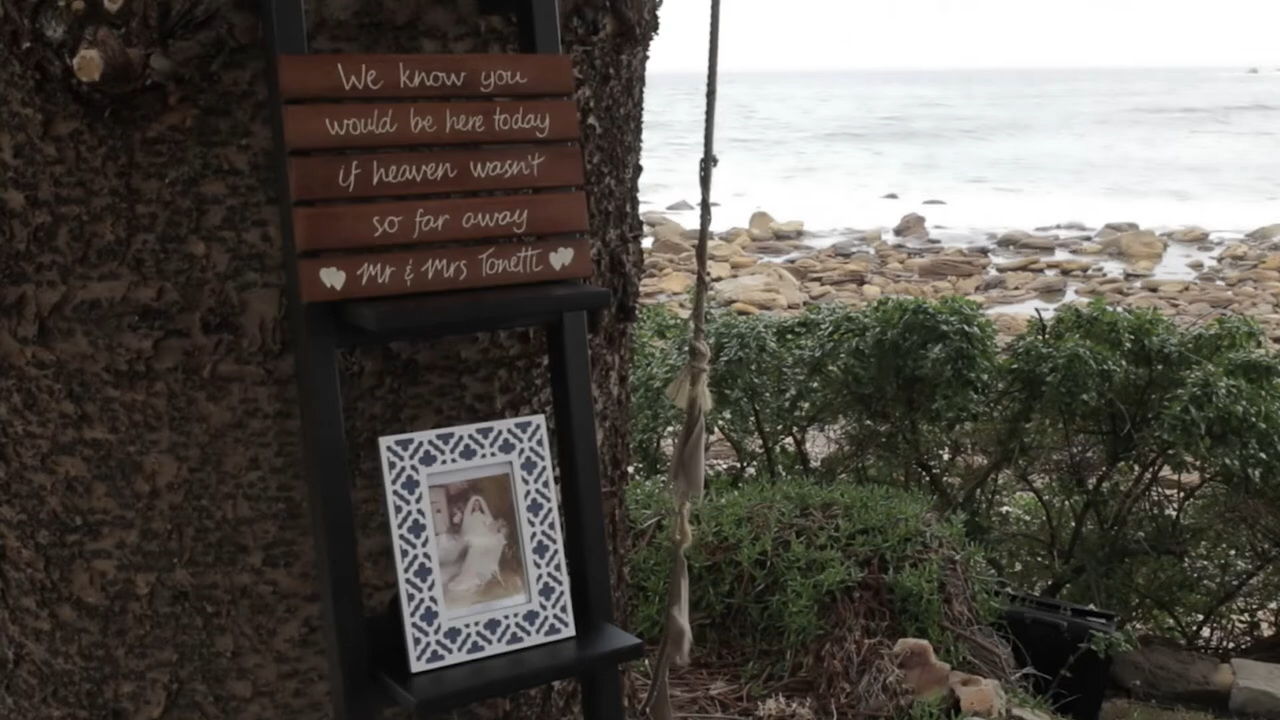 We know you
would be here today
if heaven wasn't
so far away
Mr & Mrs Tonetti